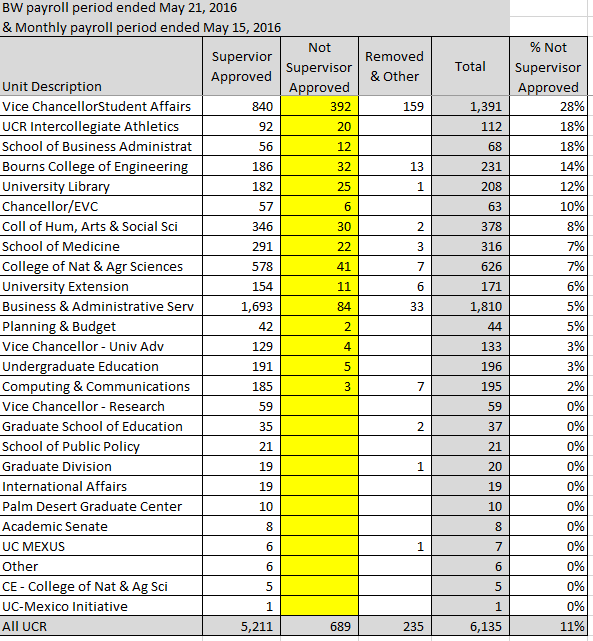 BW payroll period ended May 21, 2016
& Monthly payroll period ended May 15, 2016
Unit Description Supervior Approved Not Supervisor Approved Removed & Other Total % Not Supervisor Approved
Vice ChancellorStudent Affairs 840 392 159 1,391 28%
UCR Intercollegiate Athletics 92 20 112 18%
School of Business Administrat 56 12 68 18%
Bourns College of Engineering 186 32 13 231 14%
University Library 182 25 1 208 12%
Chancellor/EVC 57 6 63 10%
Coll of Hum, Arts & Social Sci 346 30 2 378 8%
School of Medicine 291 22 3 316 7%
College of Nat & Agr Sciences 578 41 7 626 7%
University Extension 154 11 6 171 6%
Business & Administrative Serv 1,693 84 33 1,810 5%
Planning & Budget 42 2 44 5%
Vice Chancellor - Univ Adv 129 4 133 3%
Undergraduate Education 191 5 196 3%
Computing & Communications 185 3 7 195 2%
Vice Chancellor - Research 59 59 0%
Graduate School of Education 35 2 37 0%
School of Public Policy 21 21 0%
Graduate Division 19 1 20 0%
International Affairs 19 19 0%
Palm Desert Graduate Center 10 10 0%
Academic Senate 8 8 0%
UC MEXUS 6 1 7 0%
Other 6 6 0%
CE - College of Nat & Ag Sci 5 5 0%
UC-Mexico Initiative 1 1 0%
All UCR 5,211 689 235 6,135 11%